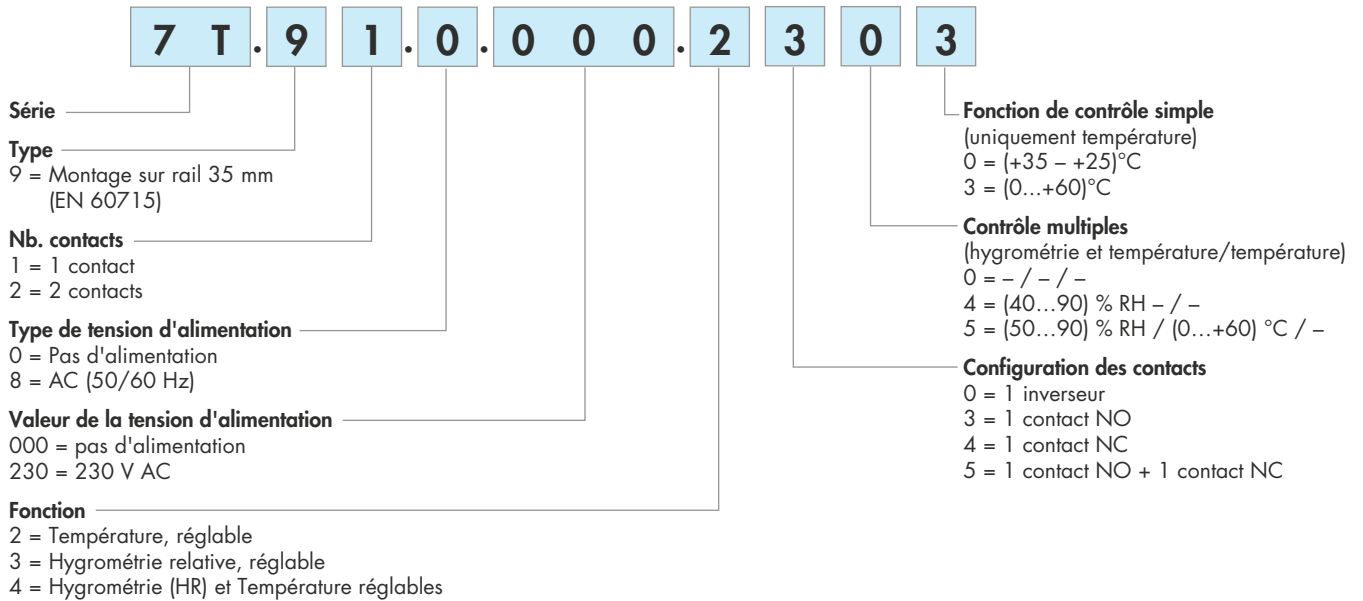 7 T.9 1.0.0 0 0.2 3 0 3
Série
Type
9 = Montage sur rail 35 mm
(EN 60715)
Nb. contacts
1 = 1 contact
2 = 2 contacts
Type de tension d'alimentation
0 = Pas d'alimentation
8 = AC (50/60 Hz)
Valeur de la tension d'alimentation
000 = pas d'alimentation
230 = 230 V AC
Fonction
2 = Température, réglable
3 = Hygrométrie relative, réglable
4 = Hygrométrie (HR) et Température réglables
Fonction de contrôle simple
(uniquement température)
0 = (+35 – +25)°C
3 = (0…+60)°C
Contrôle multiples
(hygrométrie et température/température)
0 = – / – / –
4 = (40…90) % RH – / –
5 = (50…90) % RH / (0…+60) °C / –
Configuration des contacts
0 = 1 inverseur
3 = 1 contact NO
4 = 1 contact NC
5 = 1 contact NO + 1 contact NC